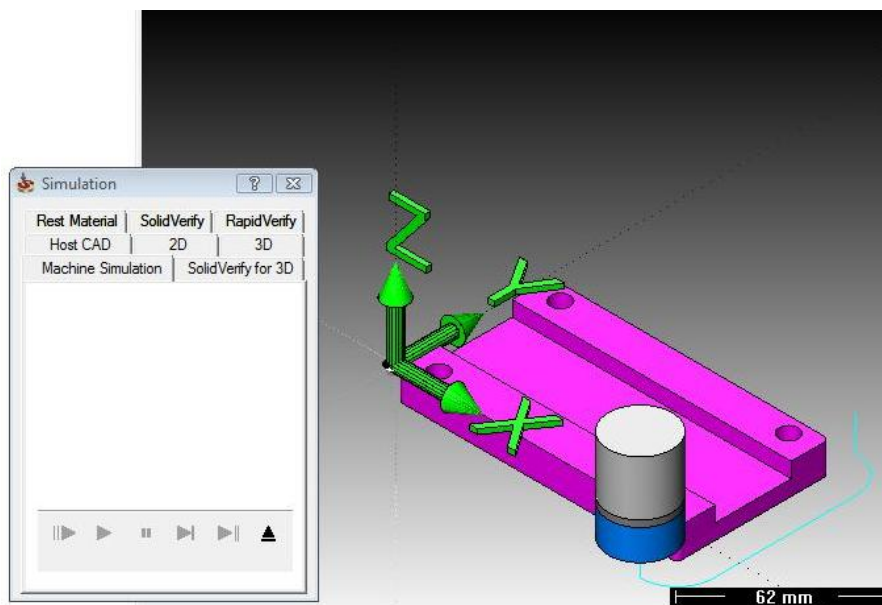 Simulation
Rest Material SolidVerify RapidVerify
Host CAD 2D 3D
Machine Simulation SolidVerify for 3D
Z
Y
X
62 mm